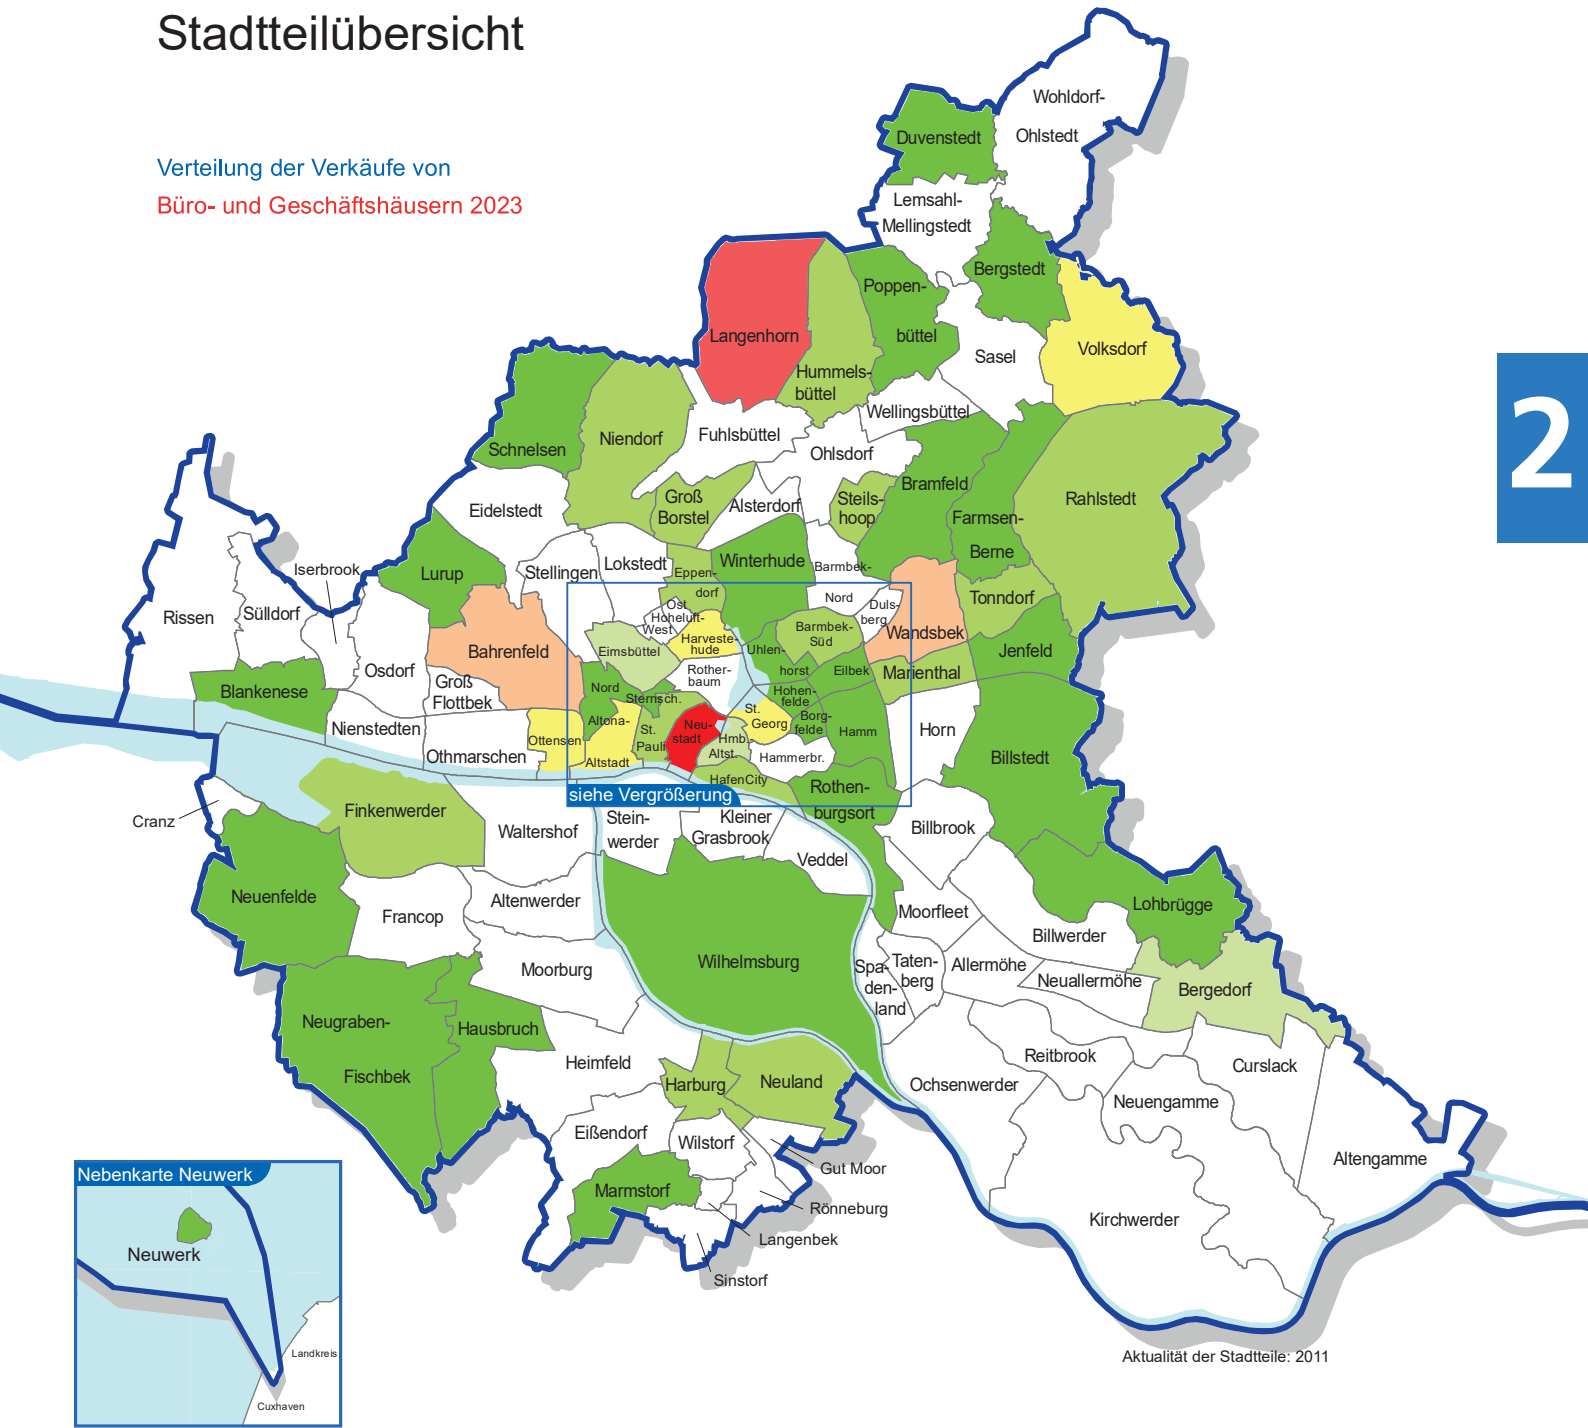 Stadtteilübersicht
Verteilung der Verkäufe von
Büro- und Geschäftshäusern 2023
2
Wohldorf-
Ohlstedt
Duvenstedt
Lemsahl-
Mellingstedt
Bergstedt
Poppen-
büttel
Langenhorn
Hummels-
büttel
Sasel
Volksdorf
Wellingsbüttel
Schnelsen
Niendorf
Fuhlsbüttel
Ohlsdorf
Bramfeld
Rahlstedt
Eidelstedt
Groß
Borstel
Alsterdorf
Steils-
hoop
Farmsen-
Berne
Lurup
Stellingen
Lokstedt
Eppen-
dorf
Winterhude
Barmbek-
Nord
Duls-
berg
Wandsbek
Tonndorf
Iserbrook
Rissen
Sülldorf
Ost
Hoheluft-
West
Harveste-
hude
Barmbek-
Süd
Eimsbüttel
Uhlen-
horst
Eilbek
Marienthal
Jenfeld
Bahrenfeld
Osdorf
Groß
Flottbek
Blankenese
Rother-
baum
Nord
Sternsch.
Hohen-
felde
Nienstedten
Othmarschen
Ottensen
Altona-
Altstadt
St.
Pauli
Neu-
stadt
St.
Georg
Borg-
felde
Hamm
Horn
Hmb.-
Altst.
Hammerbr.
Billstedt
HafenCity
Rothen-
burgsort
siehe Vergrößerung
Cranz
Finkenwerder
Waltershof
Stein-
werder
Kleiner
Grasbrook
Veddel
Billbrook
Neuenfelde
Francop
Altenwerder
Moorfleet
Lohbrügge
Billwerder
Moorburg
Wilhelmsburg
Spa-
den-
land
Taten-
berg
Allermöhe
Neuallermöhe
Bergedorf
Neugraben-
Fischbek
Hausbruch
Heimfeld
Harburg
Neuland
Reitbrook
Curslack
Ochsenwerder
Neuengamme
Eißendorf
Wilstorf
Gut Moor
Altengamme
Marmstorf
Rönneburg
Langenbek
Sinstorf
Kirchwerder
Nebenkarte Neuwerk
Neuwerk
Landkreis
Cuxhaven
Aktualität der Stadtteile: 2011